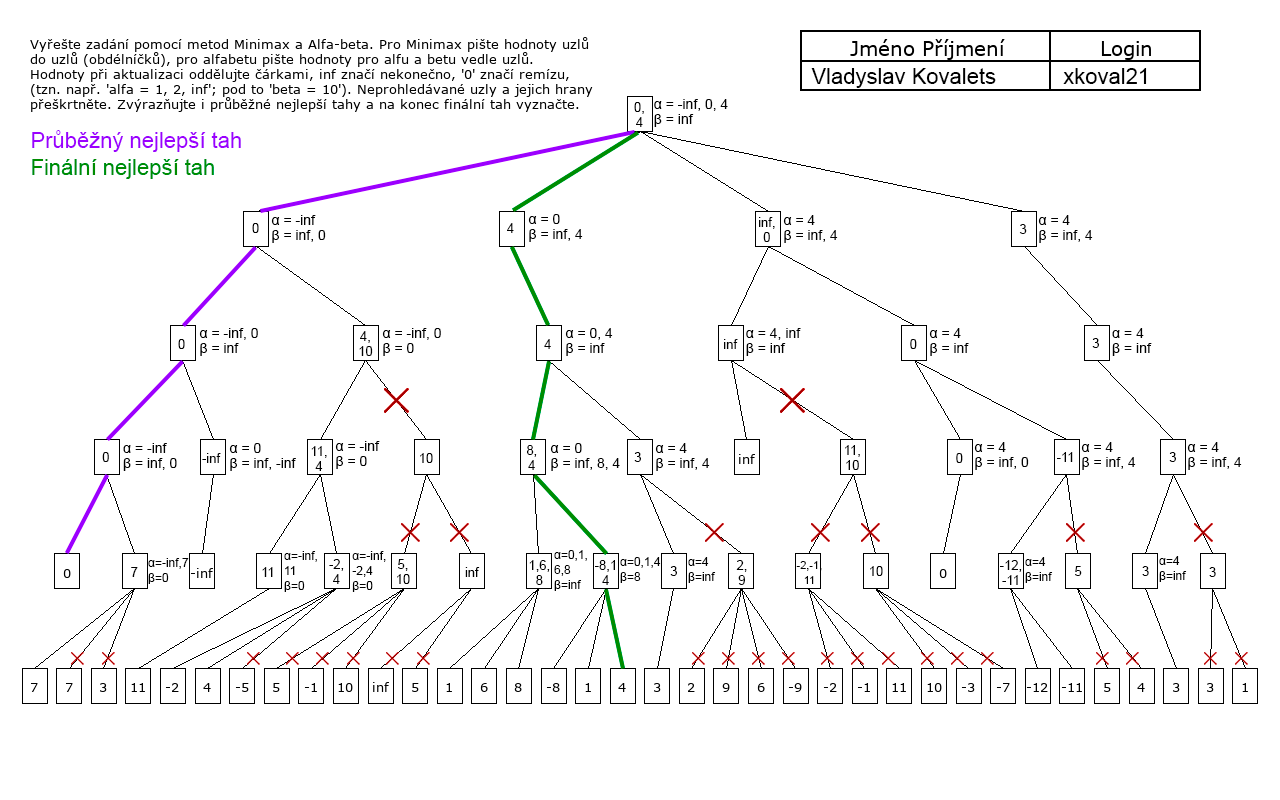 Vyřešte zadání pomocí metod Minimax a Alfa-beta. Pro Minimax pište hodnoty uzlů
do uzlů (obdélníčků), pro alfabetu pište hodnoty pro alfu a betu vedle uzlů.
Hodnoty při aktualizaci oddělujte čárkami, inf značí nekonečno, '0' značí remízu,
(tzn. např. 'alfa = 1, 2, inf'; pod to 'beta = 10'). Neprohledávané uzly a jejich hrany
přeškrtněte. Zvýrazňujte i průběžné nejlepší tahy a na konec finální tah vyznačte.
Jméno Příjmení Login
Vladyslav Kovalets xkoval21
Průběžný nejlepší tah
Finální nejlepší tah
0,
4
α = -inf, 0, 4
β = inf
0
α = -inf
β = inf, 0
4
α = 0
β = inf, 4
inf,
0
α = 4
β = inf, 4
3
α = 4
β = inf, 4
0
α = -inf, 0
β = inf
4,
10
α = -inf, 0
β = 0
4
α = 0, 4
β = inf
inf
α = 4, inf
β = inf
0
α = 4
β = inf
3
α = 4
β = inf
0
α = -inf
β = inf, 0
-inf
α = 0
β = inf, -inf
11,
4
α = -inf
β = 0
10
8,
4
α = 0
β = inf, 8, 4
3
α = 4
β = inf, 4
inf
11,
10
0
α = 4
β = inf, 0
-11
α = 4
β = inf, 4
3
α = 4
β = inf, 4
0
7
α=-inf,7
β=0
-inf
11
α=-inf,
11
β=0
-2,
4
α=-inf,
-2,4
β=0
5,
10
inf
1,6,
8
α=0,1,
6,8
β=inf
-8,1
4
α=0,1,4
β=8
3
α=4
β=inf
2,
9
-2,-1,
11
10
0
-12,
-11
α=4
β=inf
5
3
α=4
β=inf
3
7 7 3 11 -2 4 -5 5 -1 10 inf 5 1 6 8 -8 1 4 3 2 9 6 -9 -2 -1 11 10 -3 -7 -12 -11 5 4 3 3 1